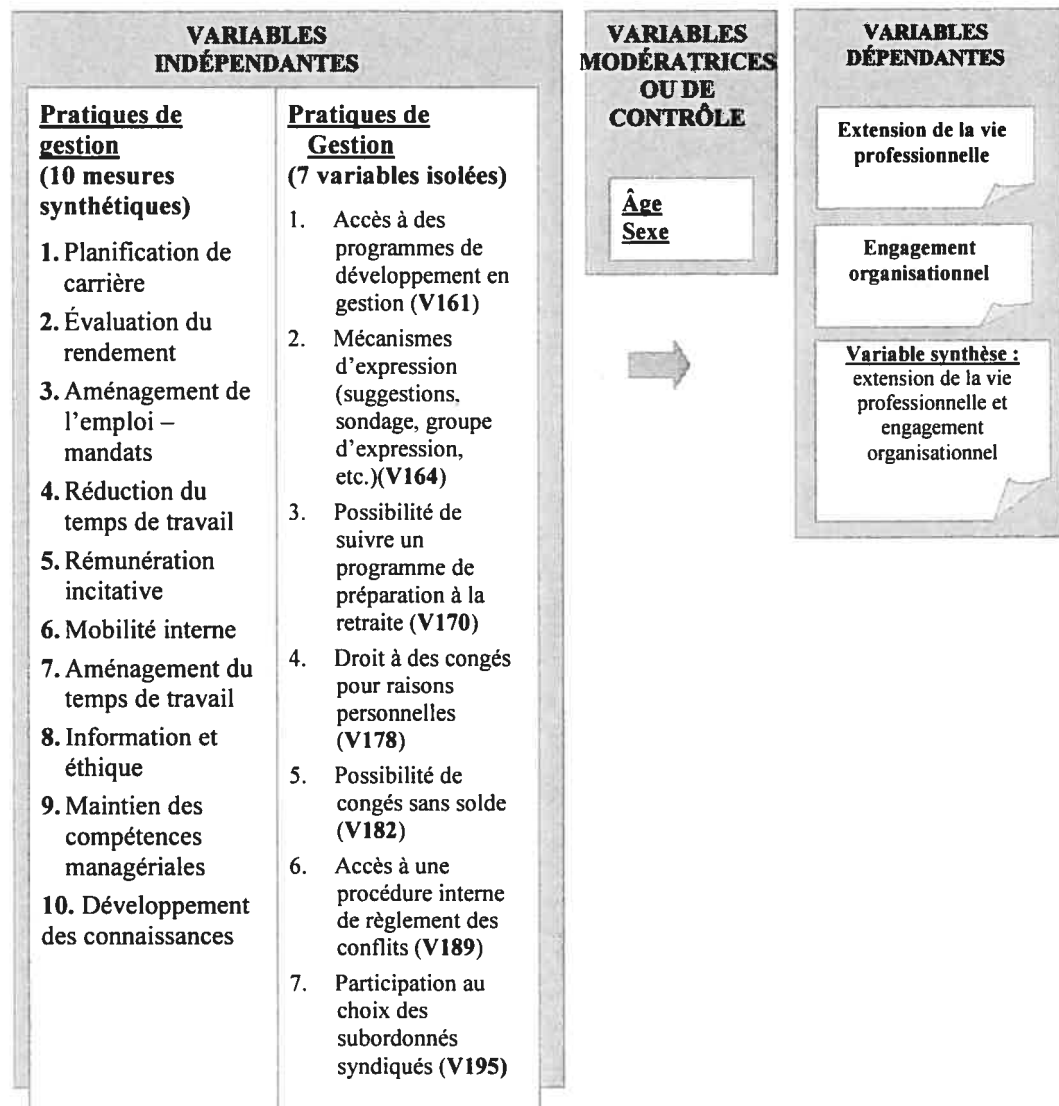 VARIABLES
INDÉPENDANTES
Pratiques de
gestion
(10 mesures
synthétiques)
1. Planification de
carrière
2. Évaluation du
rendement
3. Aménagement de
l'emploi –
mandats
4. Réduction du
temps de travail
5. Rémunération
incitative
6. Mobilité interne
7. Aménagement du
temps de travail
8. Information et
éthique
9. Maintien des
compétences
managériales
10. Développement
des connaissances
Pratiques de
Gestion
(7 variables isolées)
1. Accès à des
programmes de
développement en
gestion (V161)
2. Mécanismes
d'expression
(suggestions,
sondage, groupe
d'expression,
etc.)(V164)
3. Possibilité de
suivre un
programme de
préparation à la
retraite (V170)
4. Droit à des congés
pour raisons
personnelles
(V178)
5. Possibilité de
congés sans solde
(V182)
6. Accès à une
procédure interne
de règlement des
conflits (V189)
7. Participation au
choix des
subordonnés
syndiqués (V195)
VARIABLES
MODÉRATRICES
OU DE
CONTRÔLE
Âge
Sexe
VARIABLES
DÉPENDANTES
Extension de la vie
professionnelle
Engagement
organisationnel
Variable synthèse :
extension de la vie
professionnelle et
engagement
organisationnel